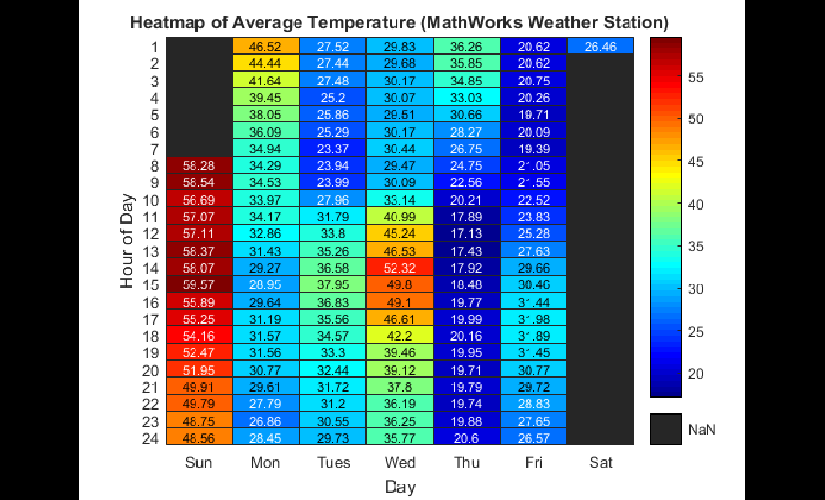 Heatmap of Average Temperature (MathWorks Weather Station)
1 46.52 27.52 29.83 36.26 20.62 26.46
2 44.44 27.44 29.68 35.85 20.62
3 41.64 27.48 30.17 34.85 20.75
4 39.45 25.2 30.07 33.03 20.26
5 38.05 25.86 29.51 30.66 19.71
6 36.09 25.29 30.17 28.27 20.09
7 34.94 23.37 30.44 26.75 19.39
8 58.28 34.29 23.94 29.47 24.75 21.05
9 58.54 34.53 23.99 30.09 22.56 21.55
10 56.69 33.97 27.96 33.14 20.21 22.52
11 57.07 34.17 31.79 40.99 17.89 23.83
12 57.11 32.86 33.8 45.24 17.13 25.28
13 58.37 31.43 35.26 46.53 17.43 27.63
14 58.07 29.27 36.58 52.32 17.92 29.66
15 59.57 28.95 37.95 49.8 18.48 30.46
16 55.89 29.64 36.83 49.1 19.77 31.44
17 55.25 31.19 35.56 46.61 19.99 31.98
18 54.16 31.57 34.57 42.2 20.16 31.89
19 52.47 31.56 33.3 39.46 19.95 31.45
20 51.95 30.77 32.44 39.12 19.71 30.77
21 49.91 29.61 31.72 37.8 19.79 29.72
22 49.79 27.79 31.2 36.19 19.74 28.83
23 48.75 26.86 30.55 36.25 19.88 27.65
24 48.56 28.45 29.73 35.77 20.6 26.57
Sun Mon Tues Wed Thu Fri Sat
Day
Hour of Day
55
50
45
40
35
30
25
20
NaN